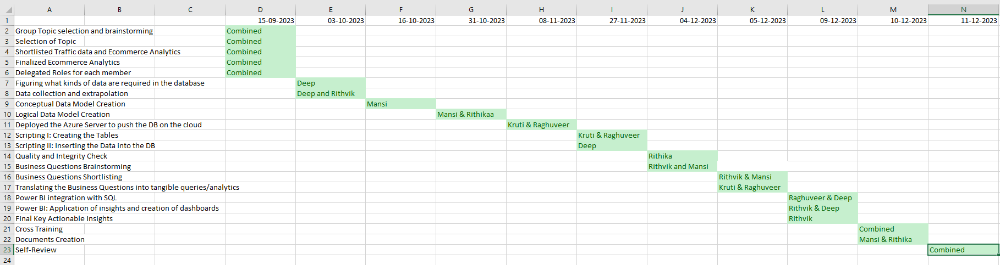 A B C D E F G H I J K L M N
1 15-09-2023 03-10-2023 16-10-2023 31-10-2023 08-11-2023 27-11-2023 04-12-2023 05-12-2023 09-12-2023 10-12-2023 11-12-2023
2 Group Topic selection and brainstorming Combined
3 Selection of Topic Combined
4 Shortlisted Traffic data and Ecommerce Analytics Combined
5 Finalized Ecommerce Analytics Combined
6 Delegated Roles for each member Combined
7 Figuring what kinds of data are required in the database Deep
8 Data collection and extrapolation Deep and Rithvik
9 Conceptual Data Model Creation Mansi
10 Logical Data Model Creation Mansi & Rithikaa
11 Deployed the Azure Server to push the DB on the cloud Kruti & Raghuveer
12 Scripting I: Creating the Tables Kruti & Raghuveer
13 Scripting II: Inserting the Data into the DB Deep
14 Quality and Integrity Check Rithika
15 Business Questions Brainstorming Rithvik and Mansi
16 Business Questions Shortlisting Rithvik & Mansi
17 Translating the Business Questions into tangible queries/analytics Kruti & Raghuveer
18 Power BI integration with SQL Raghuveer & Deep
19 Power BI: Application of insights and creation of dashboards Rithvik & Deep
20 Final Key Actionable Insights Rithvik
21 Cross Training Combined
22 Documents Creation Mansi & Rithika
23 Self-Review Combined
24